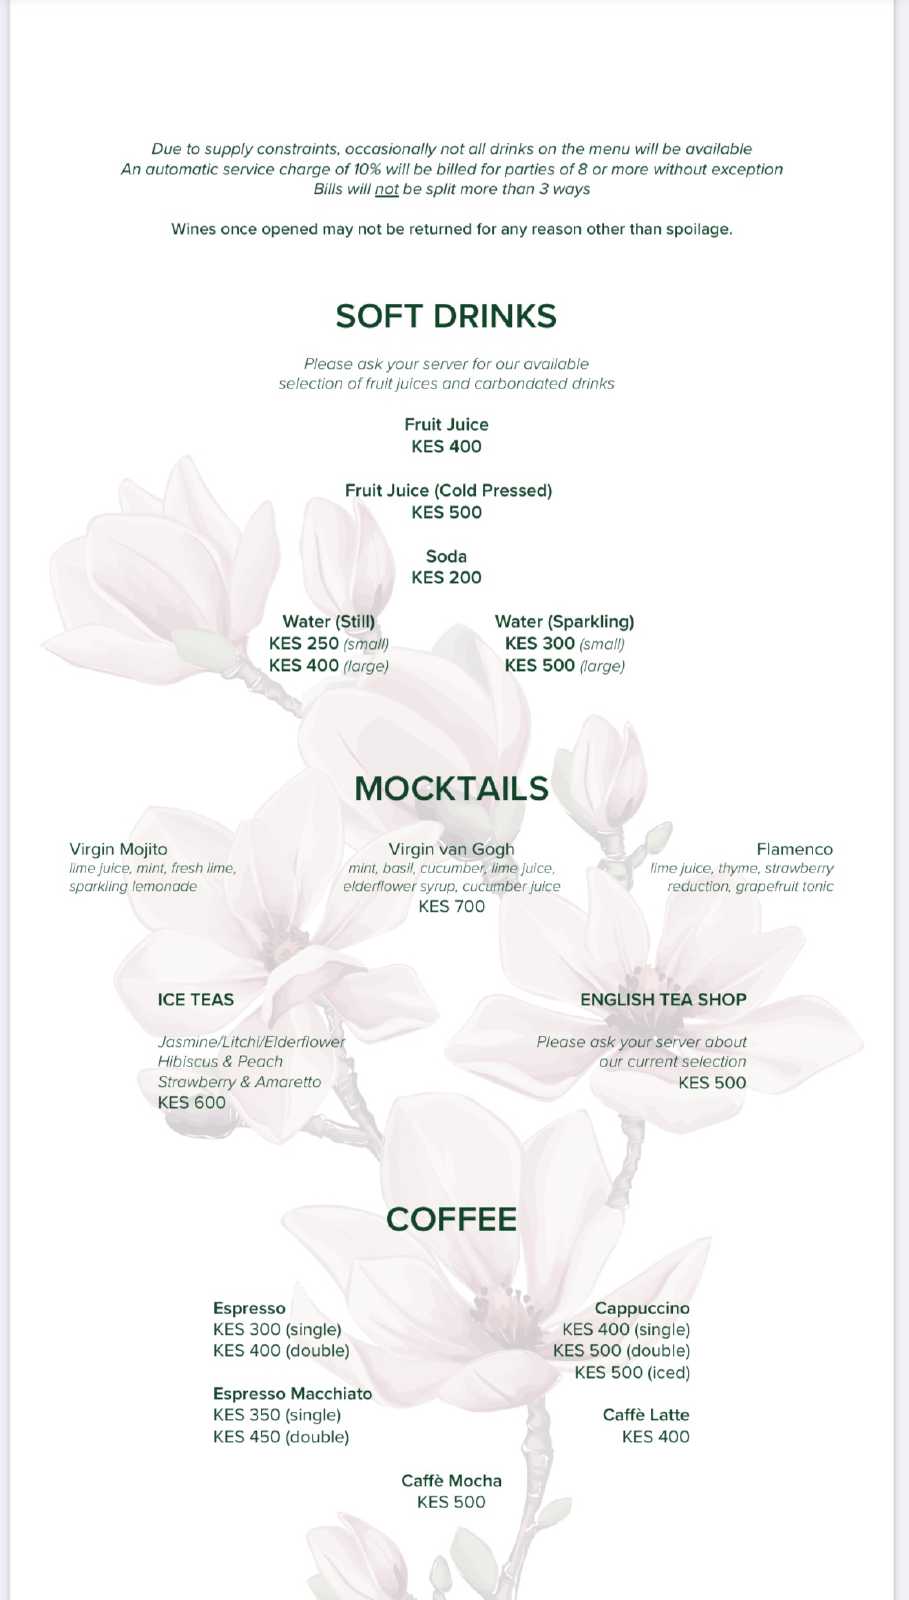 Due to supply constraints, occasionally not all drinks on the menu will be available
An automatic service charge of 10% will be billed for parties of 8 or more without exception
Bills will not be split more than 3 ways
Wines once opened may not be returned for any reason other than spoilage.
SOFT DRINKS
Please ask your server for our available
selection of fruit juices and carbondated drinks
Fruit Juice
KES 400
Fruit Juice (Cold Pressed)
KES 500
Soda
KES 200
Water (Still)
KES 250 (small)
KES 400 (large)
Water (Sparkling)
KES 300 (small)
KES 500 (large)
MOCKTAILS
Virgin Mojito
lime juice, mint, fresh lime,
sparkling lemonade
Virgin van Gogh
mint, basil, cucumber, lime juice,
elderflower syrup, cucumber juice
KES 700
Flamenco
lime juice, thyme, strawberry
reduction, grapefruit tonic
ICE TEAS
Jasmine/Litchi/Elderflower
Hibiscus & Peach
Strawberry & Amaretto
KES 600
ENGLISH TEA SHOP
Please ask your server about
our current selection
KES 500
COFFEE
Espresso
KES 300 (single)
KES 400 (double)
Espresso Macchiato
KES 350 (single)
KES 450 (double)
Cappuccino
KES 400 (single)
KES 500 (double)
KES 500 (iced)
Caffè Latte
KES 400
Caffè Mocha
KES 500